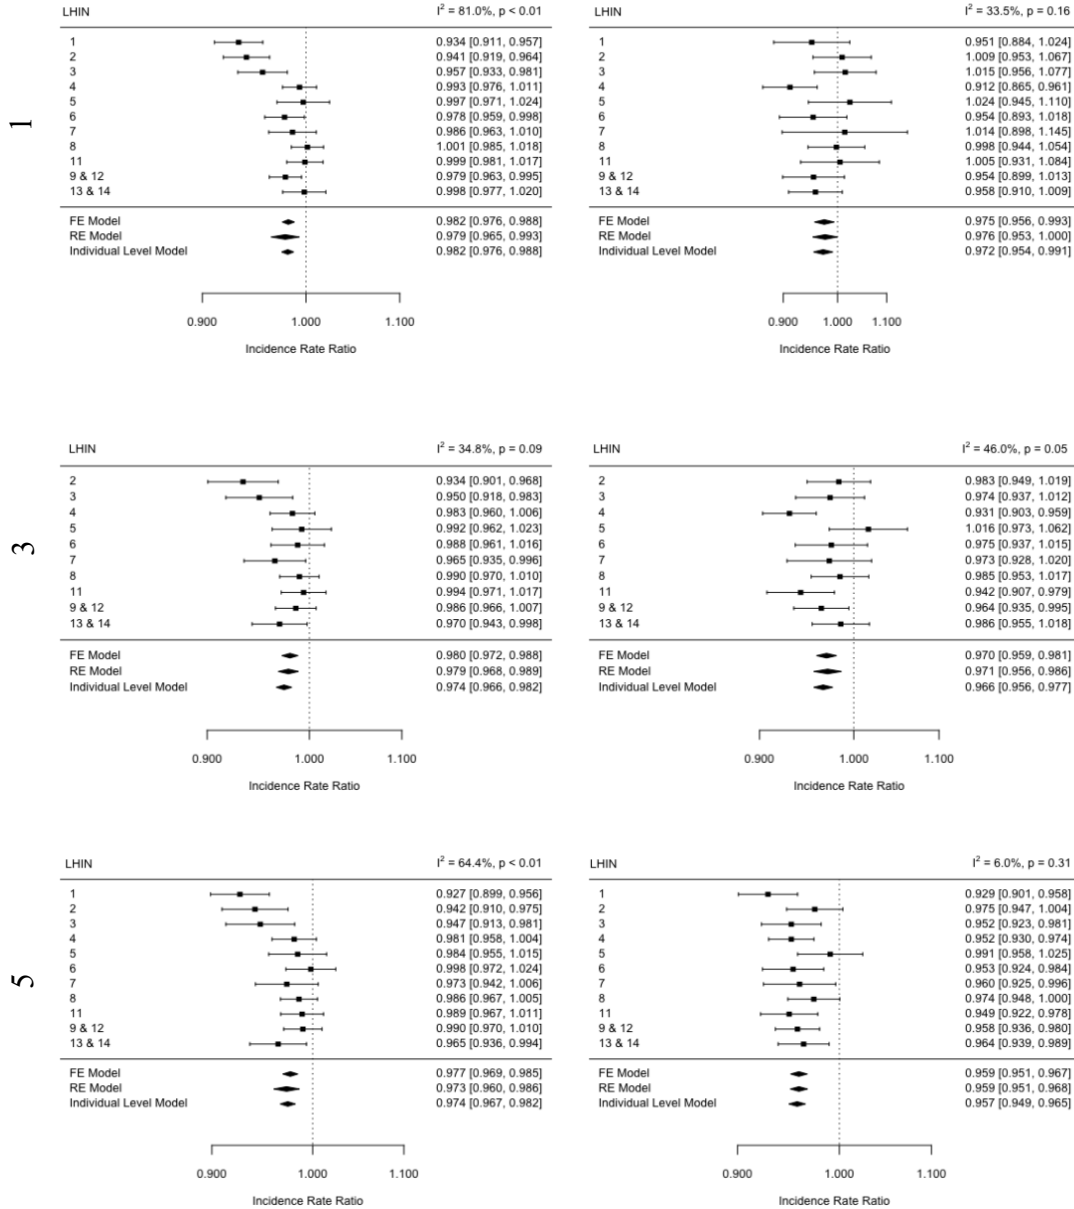 1
LHIN I² = 81.0%, p < 0.01
1 0.934 [0.911, 0.957]
2 0.941 [0.919, 0.964]
3 0.957 [0.933, 0.981]
4 0.993 [0.976, 1.011]
5 0.997 [0.971, 1.024]
6 0.978 [0.959, 0.998]
7 0.986 [0.963, 1.010]
8 1.001 [0.985, 1.018]
11 0.999 [0.981, 1.017]
9 & 12 0.979 [0.963, 0.995]
13 & 14 0.998 [0.977, 1.020]
FE Model 0.982 [0.976, 0.988]
RE Model 0.979 [0.965, 0.993]
Individual Level Model 0.982 [0.976, 0.988]
0.900 1.000 1.100
Incidence Rate Ratio
LHIN I² = 33.5%, p = 0.16
1 0.951 [0.884, 1.024]
2 1.009 [0.953, 1.067]
3 1.015 [0.956, 1.077]
4 0.912 [0.865, 0.961]
5 1.024 [0.945, 1.110]
6 0.954 [0.893, 1.018]
7 1.014 [0.898, 1.145]
8 0.998 [0.944, 1.054]
11 1.005 [0.931, 1.084]
9 & 12 0.954 [0.899, 1.013]
13 & 14 0.958 [0.910, 1.009]
FE Model 0.975 [0.956, 0.993]
RE Model 0.976 [0.953, 1.000]
Individual Level Model 0.972 [0.954, 0.991]
0.900 1.000 1.100
Incidence Rate Ratio
3
LHIN I² = 34.8%, p = 0.09
2 0.934 [0.901, 0.968]
3 0.950 [0.918, 0.983]
4 0.983 [0.960, 1.006]
5 0.992 [0.962, 1.023]
6 0.988 [0.961, 1.016]
7 0.965 [0.935, 0.996]
8 0.990 [0.970, 1.010]
11 0.994 [0.971, 1.017]
9 & 12 0.986 [0.966, 1.007]
13 & 14 0.970 [0.943, 0.998]
FE Model 0.980 [0.972, 0.988]
RE Model 0.979 [0.968, 0.989]
Individual Level Model 0.974 [0.966, 0.982]
0.900 1.000 1.100
Incidence Rate Ratio
LHIN I² = 46.0%, p = 0.05
2 0.983 [0.949, 1.019]
3 0.974 [0.937, 1.012]
4 0.931 [0.903, 0.959]
5 1.016 [0.973, 1.062]
6 0.975 [0.937, 1.015]
7 0.973 [0.928, 1.020]
8 0.985 [0.953, 1.017]
11 0.942 [0.907, 0.979]
9 & 12 0.964 [0.935, 0.995]
13 & 14 0.986 [0.955, 1.018]
FE Model 0.970 [0.959, 0.981]
RE Model 0.971 [0.956, 0.986]
Individual Level Model 0.966 [0.956, 0.977]
0.900 1.000 1.100
Incidence Rate Ratio
5
LHIN I² = 64.4%, p < 0.01
1 0.927 [0.899, 0.956]
2 0.942 [0.910, 0.975]
3 0.947 [0.913, 0.981]
4 0.981 [0.958, 1.004]
5 0.984 [0.955, 1.015]
6 0.998 [0.972, 1.024]
7 0.973 [0.942, 1.006]
8 0.986 [0.967, 1.005]
11 0.989 [0.967, 1.011]
9 & 12 0.990 [0.970, 1.010]
13 & 14 0.965 [0.936, 0.994]
FE Model 0.977 [0.969, 0.985]
RE Model 0.973 [0.960, 0.986]
Individual Level Model 0.974 [0.967, 0.982]
0.900 1.000 1.100
Incidence Rate Ratio
LHIN I² = 6.0%, p = 0.31
1 0.929 [0.901, 0.958]
2 0.975 [0.947, 1.004]
3 0.952 [0.923, 0.981]
4 0.952 [0.930, 0.974]
5 0.991 [0.958, 1.025]
6 0.953 [0.924, 0.984]
7 0.960 [0.925, 0.996]
8 0.974 [0.948, 1.000]
11 0.949 [0.922, 0.978]
9 & 12 0.958 [0.936, 0.980]
13 & 14 0.964 [0.939, 0.989]
FE Model 0.959 [0.951, 0.967]
RE Model 0.959 [0.951, 0.968]
Individual Level Model 0.957 [0.949, 0.965]
0.900 1.000 1.100
Incidence Rate Ratio